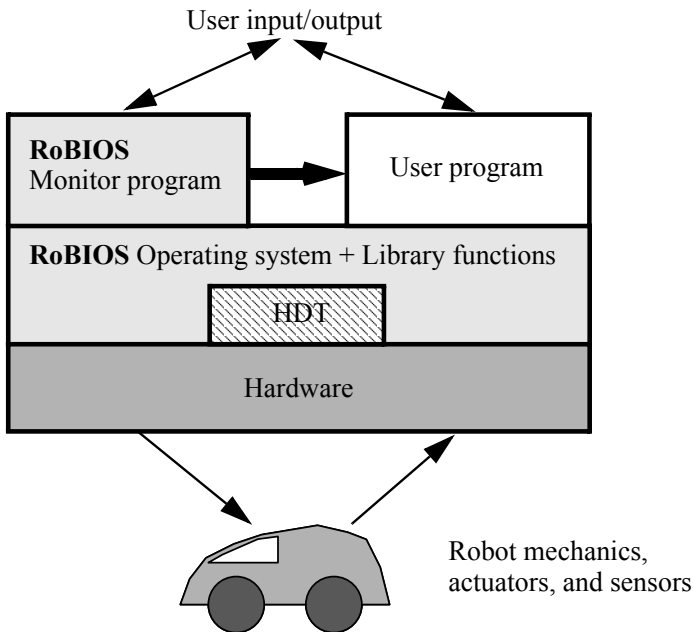 User input/output
RoBIOS
Monitor program
User program
RoBIOS Operating system + Library functions
HDT
Hardware
Robot mechanics,
actuators, and sensors